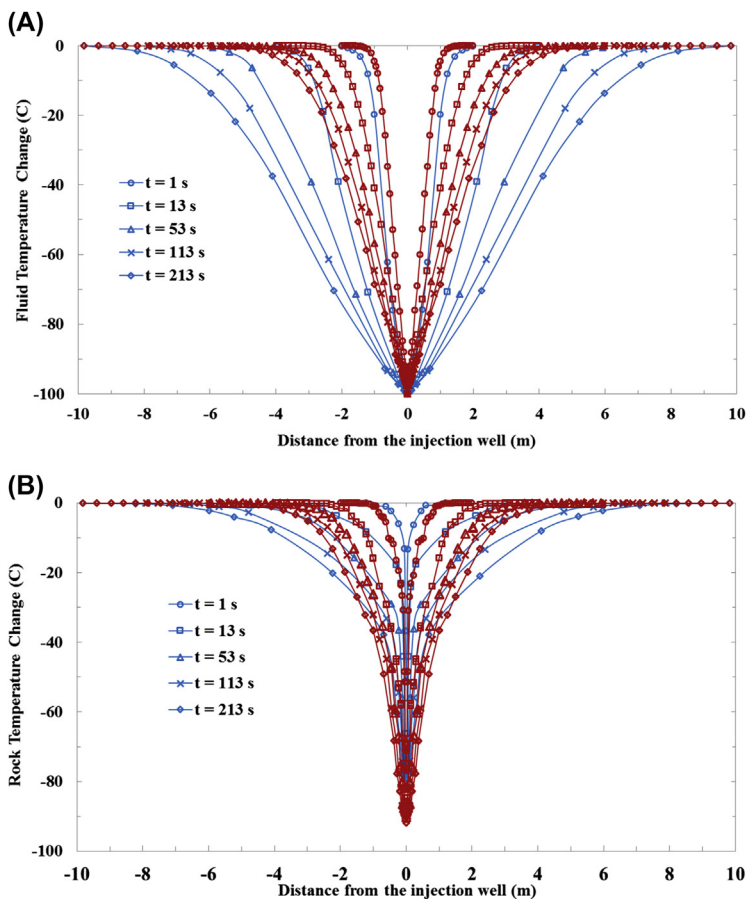 (A)
0
-20
-40
-60
-80
-100
Fluid Temperature Change (C)
t = 1 s
t = 13 s
t = 53 s
t = 113 s
t = 213 s
-10 -8 -6 -4 -2 0 2 4 6 8 10
Distance from the injection well (m)
(B)
0
-20
-40
-60
-80
-100
Rock Temperature Change (C)
t = 1 s
t = 13 s
t = 53 s
t = 113 s
t = 213 s
-10 -8 -6 -4 -2 0 2 4 6 8 10
Distance from the injection well (m)